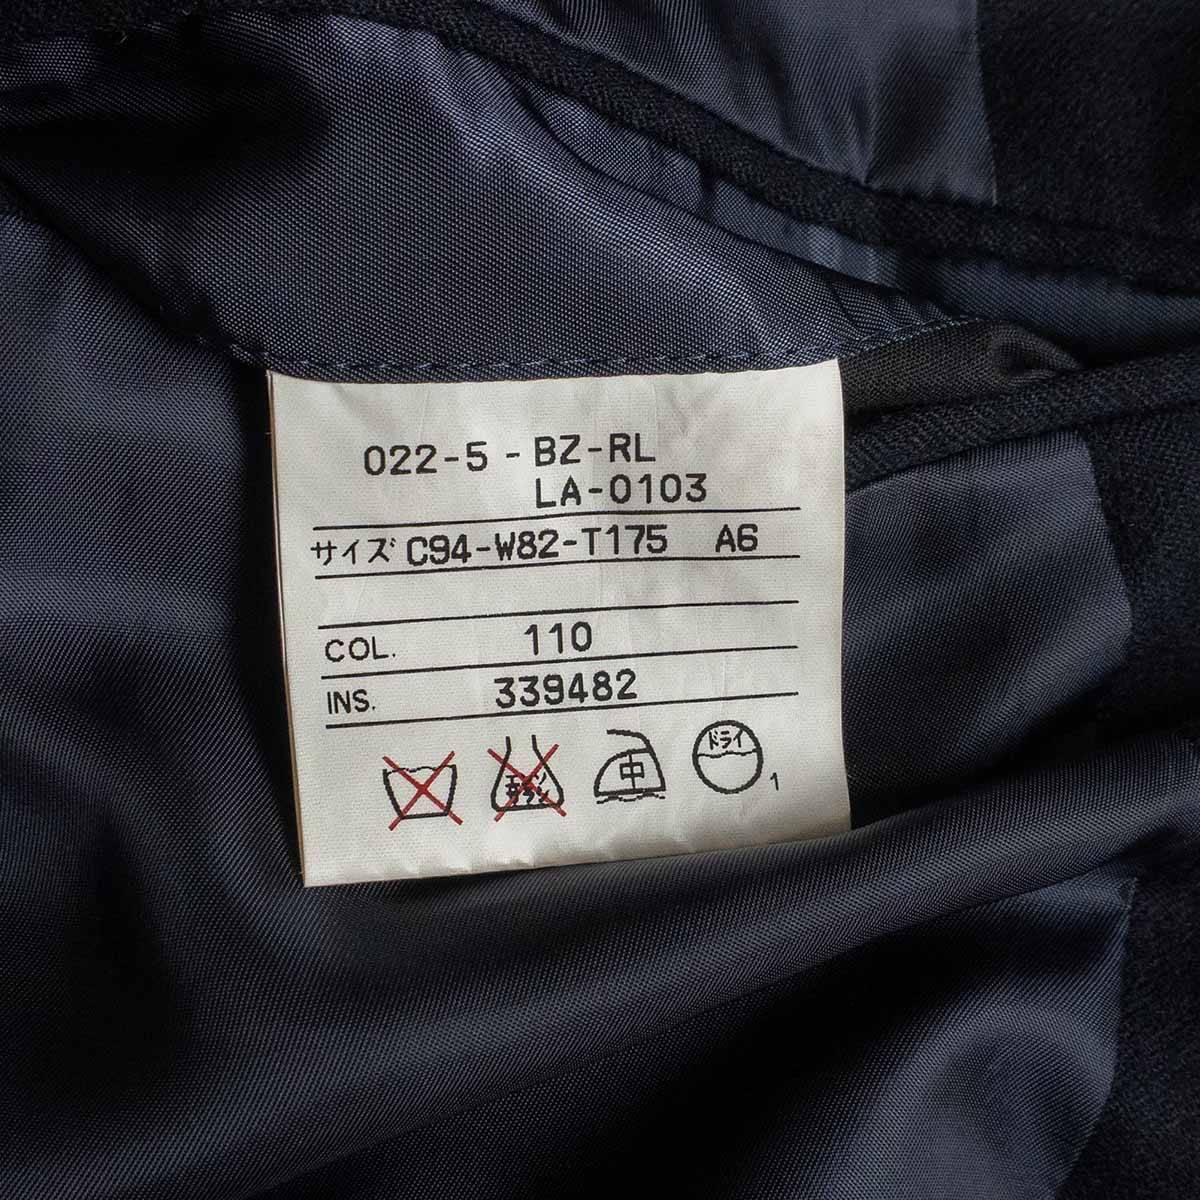 022-5 - BZ-RL
LA-0103
サイズ C94-W82-T175 A6
COL. 110
INS. 339482
中
ドライ
1